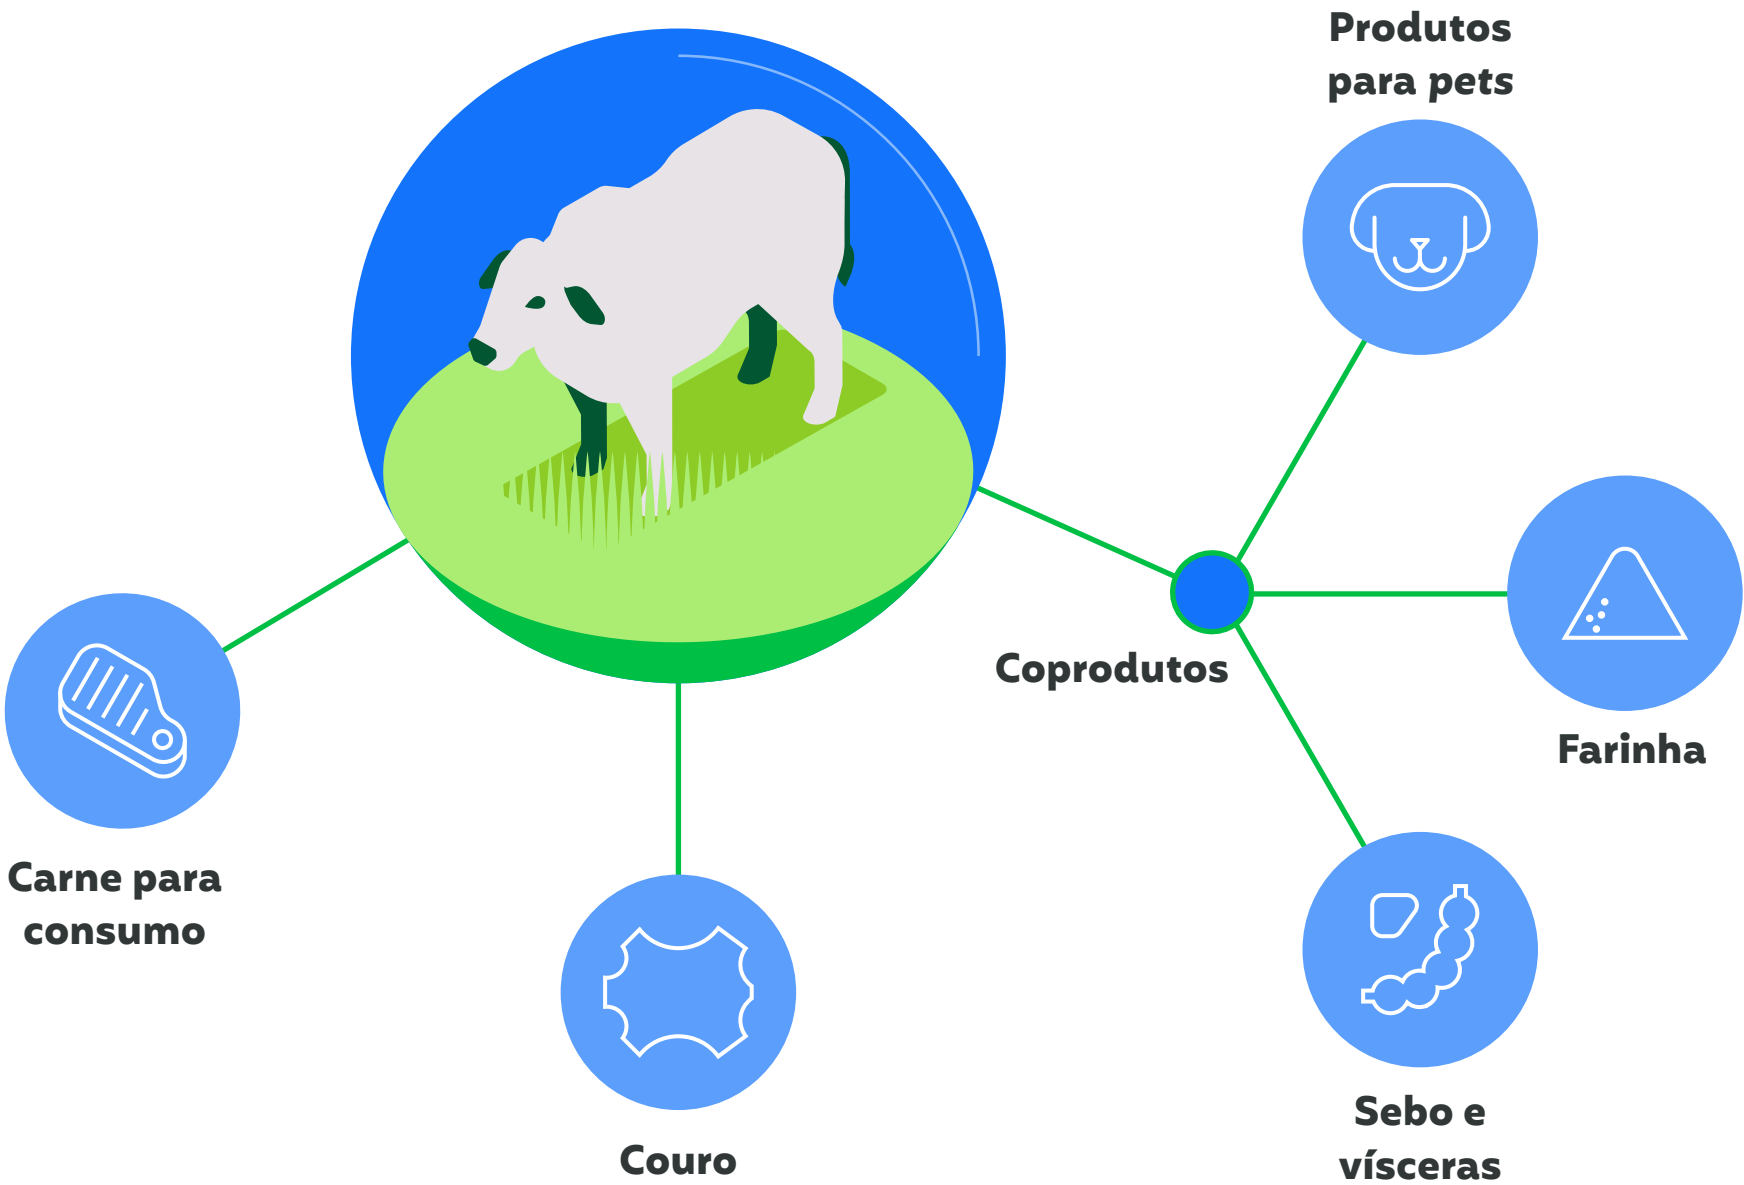 Produtos
para pets
Coprodutos
Farinha
Carne para
consumo
Couro
Sebo e
vísceras